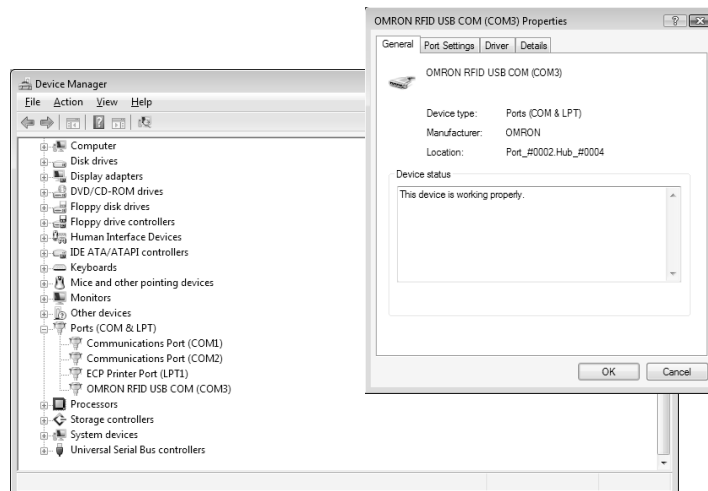 Device Manager
File Action View Help
Computer
Disk drives
Display adapters
DVD/CD-ROM drives
Floppy disk drives
Floppy drive controllers
Human Interface Devices
IDE ATA/ATAPI controllers
Keyboards
Mice and other pointing devices
Monitors
Other devices
Ports (COM & LPT)
Communications Port (COM1)
Communications Port (COM2)
ECP Printer Port (LPT1)
OMRON RFID USB COM (COM3)
Processors
Storage controllers
System devices
Universal Serial Bus controllers
OMRON RFID USB COM (COM3) Properties
General Port Settings Driver Details
OMRON RFID USB COM (COM3)
Device type: Ports (COM & LPT)
Manufacturer: OMRON
Location: Port_#0002.Hub_#0004
Device status
This device is working properly.
OK Cancel